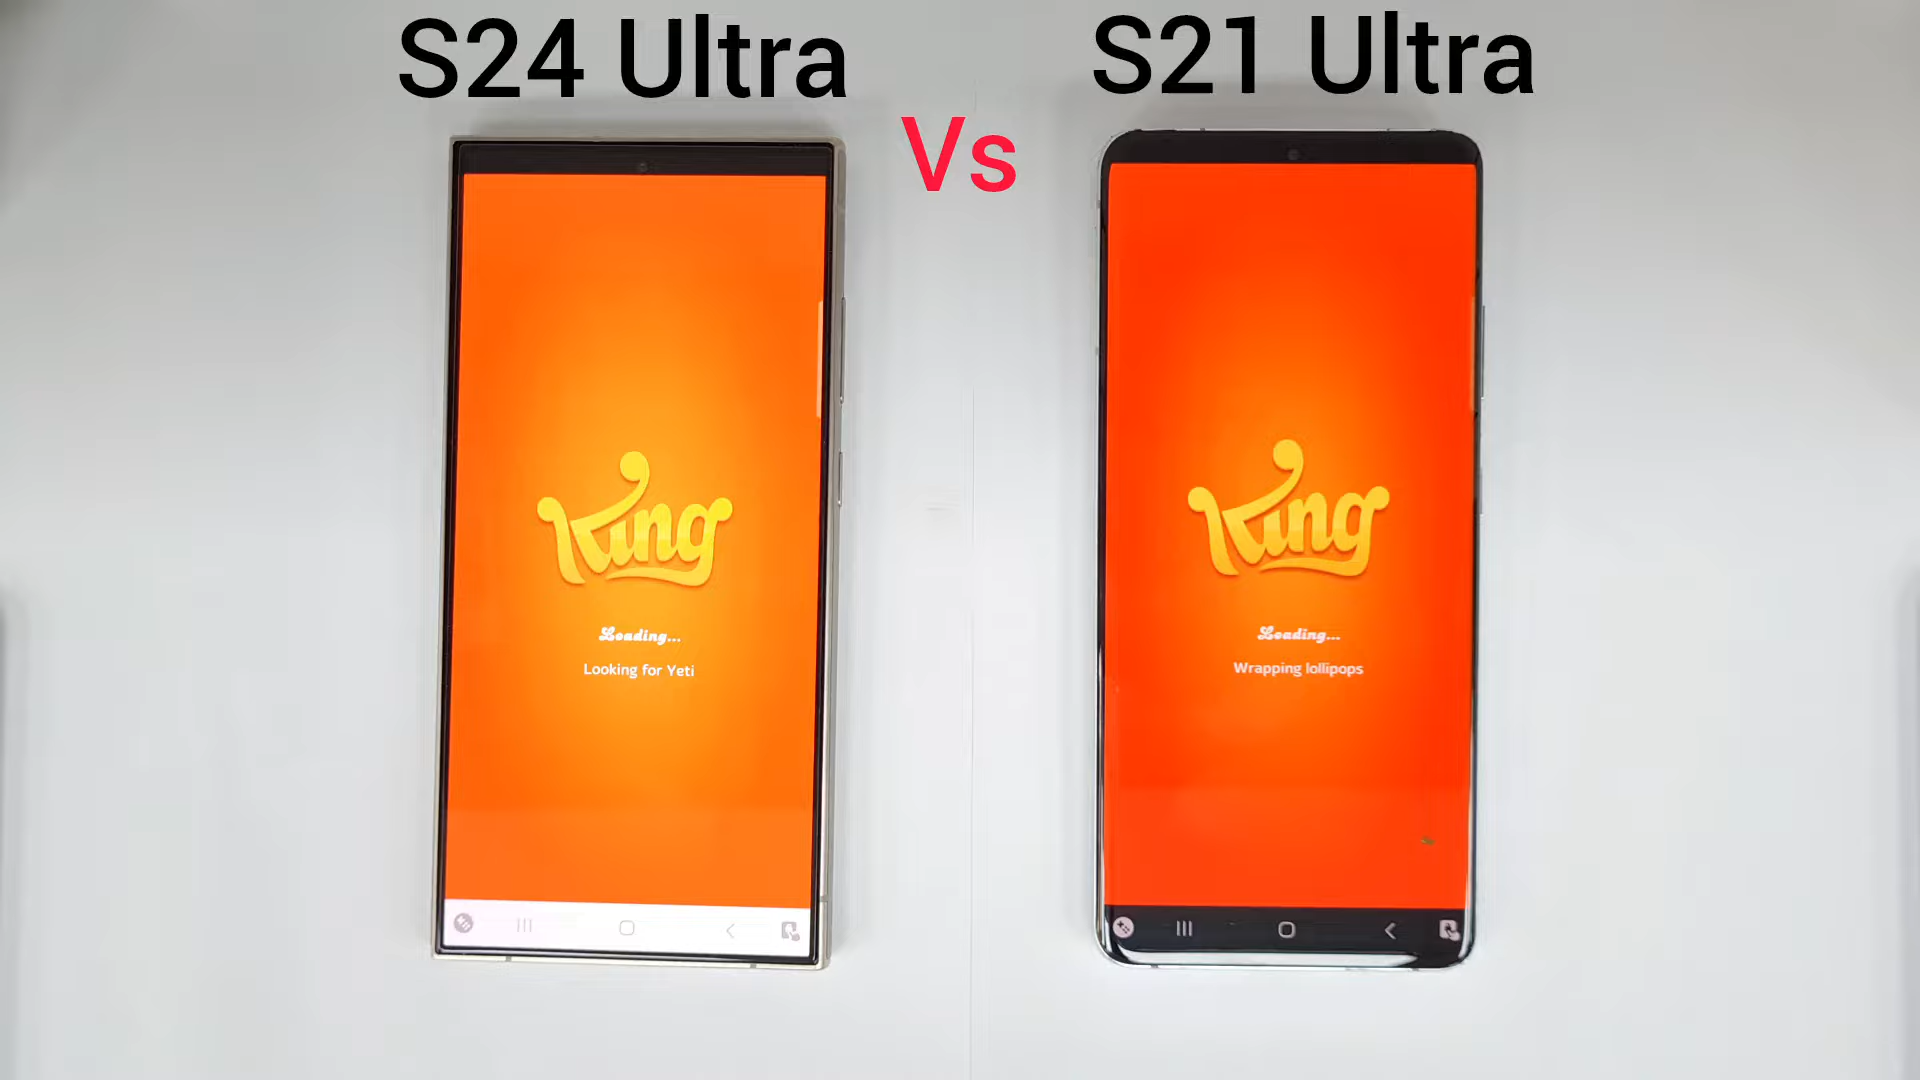 S24 Ultra
Vs
S21 Ultra
King
Loading...
Looking for Yeti
King
Loading...
Wrapping lollipops